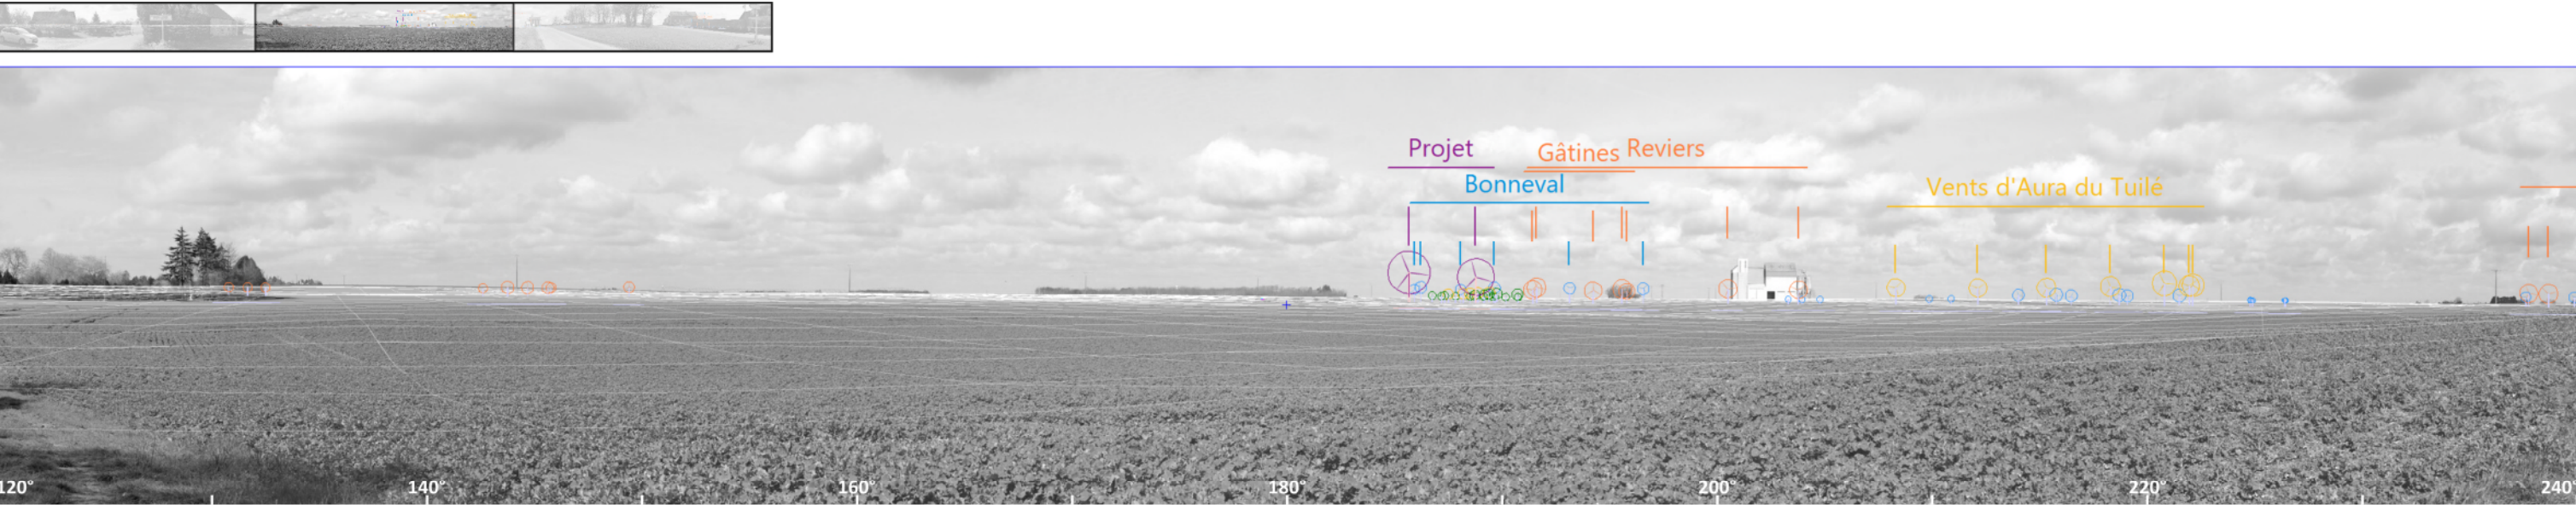 Projet
Gâtines Reviers
Bonneval
Vents d'Aura du Tuilé
120° 140° 160° 180° 200° 220° 240°